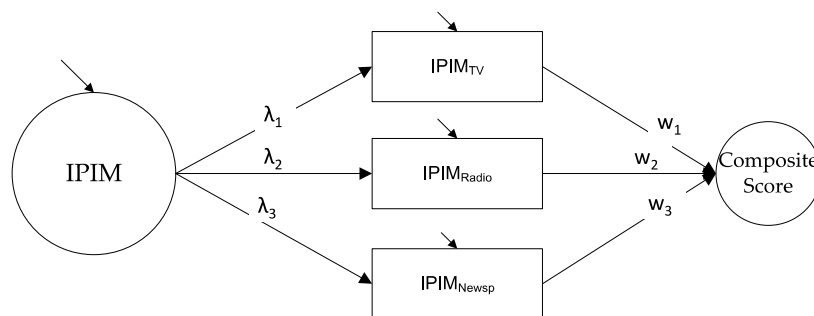 IPIM
λ1
λ2
λ3
IPIMTV
IPIMRadio
IPIMNewsp
w1
w2
w3
Composite
Score